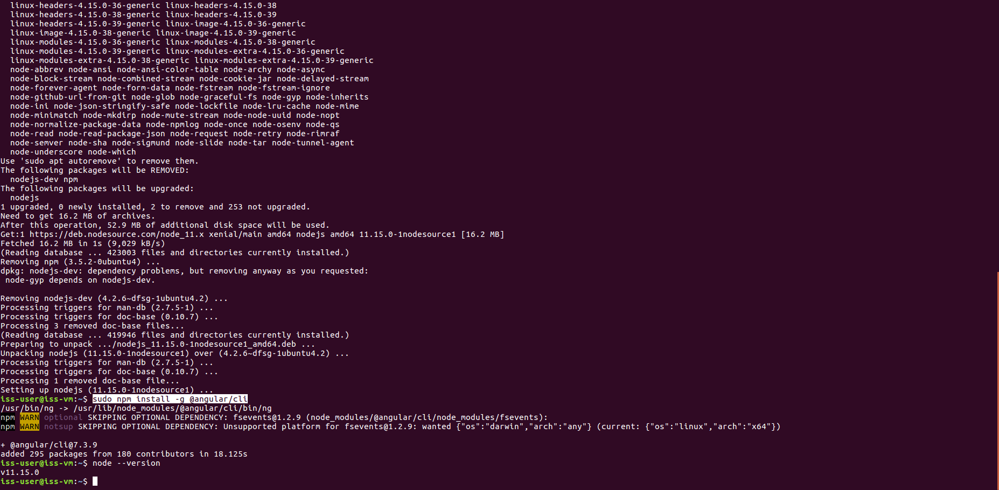 linux-headers-4.15.0-36-generic linux-headers-4.15.0-38
linux-headers-4.15.0-38-generic linux-headers-4.15.0-39
linux-headers-4.15.0-39-generic linux-image-4.15.0-36-generic
linux-image-4.15.0-38-generic linux-image-4.15.0-39-generic
linux-modules-4.15.0-36-generic linux-modules-4.15.0-38-generic
linux-modules-4.15.0-39-generic linux-modules-extra-4.15.0-36-generic
linux-modules-extra-4.15.0-38-generic linux-modules-extra-4.15.0-39-generic
node-abbrev node-ansi node-ansi-color-table node-archy node-async
node-block-stream node-combined-stream node-cookie-jar node-delayed-stream
node-forever-agent node-form-data node-fstream node-fstream-ignore
node-github-url-from-git node-glob node-graceful-fs node-gyp node-inherits
node-ini node-json-stringify-safe node-lockfile node-lru-cache node-mime
node-minimatch node-mkdirp node-mute-stream node-node-uuid node-nopt
node-normalize-package-data node-npmlog node-once node-osenv node-qs
node-read node-read-package-json node-request node-retry node-rimraf
node-semver node-sha node-sigmund node-slide node-tar node-tunnel-agent
node-underscore node-which
Use 'sudo apt autoremove' to remove them.
The following packages will be REMOVED:
nodejs-dev npm
The following packages will be upgraded:
nodejs
1 upgraded, 0 newly installed, 2 to remove and 253 not upgraded.
Need to get 16.2 MB of archives.
After this operation, 52.9 MB of additional disk space will be used.
Get:1 https://deb.nodesource.com/node_11.x xenial/main amd64 nodejs amd64 11.15.0-1nodesource1 [16.2 MB]
Fetched 16.2 MB in 1s (9,029 kB/s)
(Reading database ... 423003 files and directories currently installed.)
Removing npm (3.5.2-0ubuntu4) ...
dpkg: nodejs-dev: dependency problems, but removing anyway as you requested:
node-gyp depends on nodejs-dev.
Removing nodejs-dev (4.2.6~dfsg-1ubuntu4.2) ...
Processing triggers for man-db (2.7.5-1) ...
Processing triggers for doc-base (0.10.7) ...
Processing 3 removed doc-base files...
(Reading database ... 419946 files and directories currently installed.)
Preparing to unpack .../nodejs_11.15.0-1nodesource1_amd64.deb ...
Unpacking nodejs (11.15.0-1nodesource1) over (4.2.6~dfsg-1ubuntu4.2) ...
Processing triggers for man-db (2.7.5-1) ...
Processing triggers for doc-base (0.10.7) ...
Processing 1 removed doc-base file...
Setting up nodejs (11.15.0-1nodesource1) ...
iss-user@iss-vm:~$ sudo npm install -g @angular/cli
/usr/bin/ng -> /usr/lib/node_modules/@angular/cli/bin/ng
npm WARN optional SKIPPING OPTIONAL DEPENDENCY: fsevents@1.2.9 (node_modules/@angular/cli/node_modules/fsevents):
npm WARN notsup SKIPPING OPTIONAL DEPENDENCY: Unsupported platform for fsevents@1.2.9: wanted {"os":"darwin","arch":"any"} (current: {"os":"linux","arch":"x64"})
+ @angular/cli@7.3.9
added 295 packages from 180 contributors in 18.125s
iss-user@iss-vm:~$ node --version
v11.15.0
iss-user@iss-vm:~$